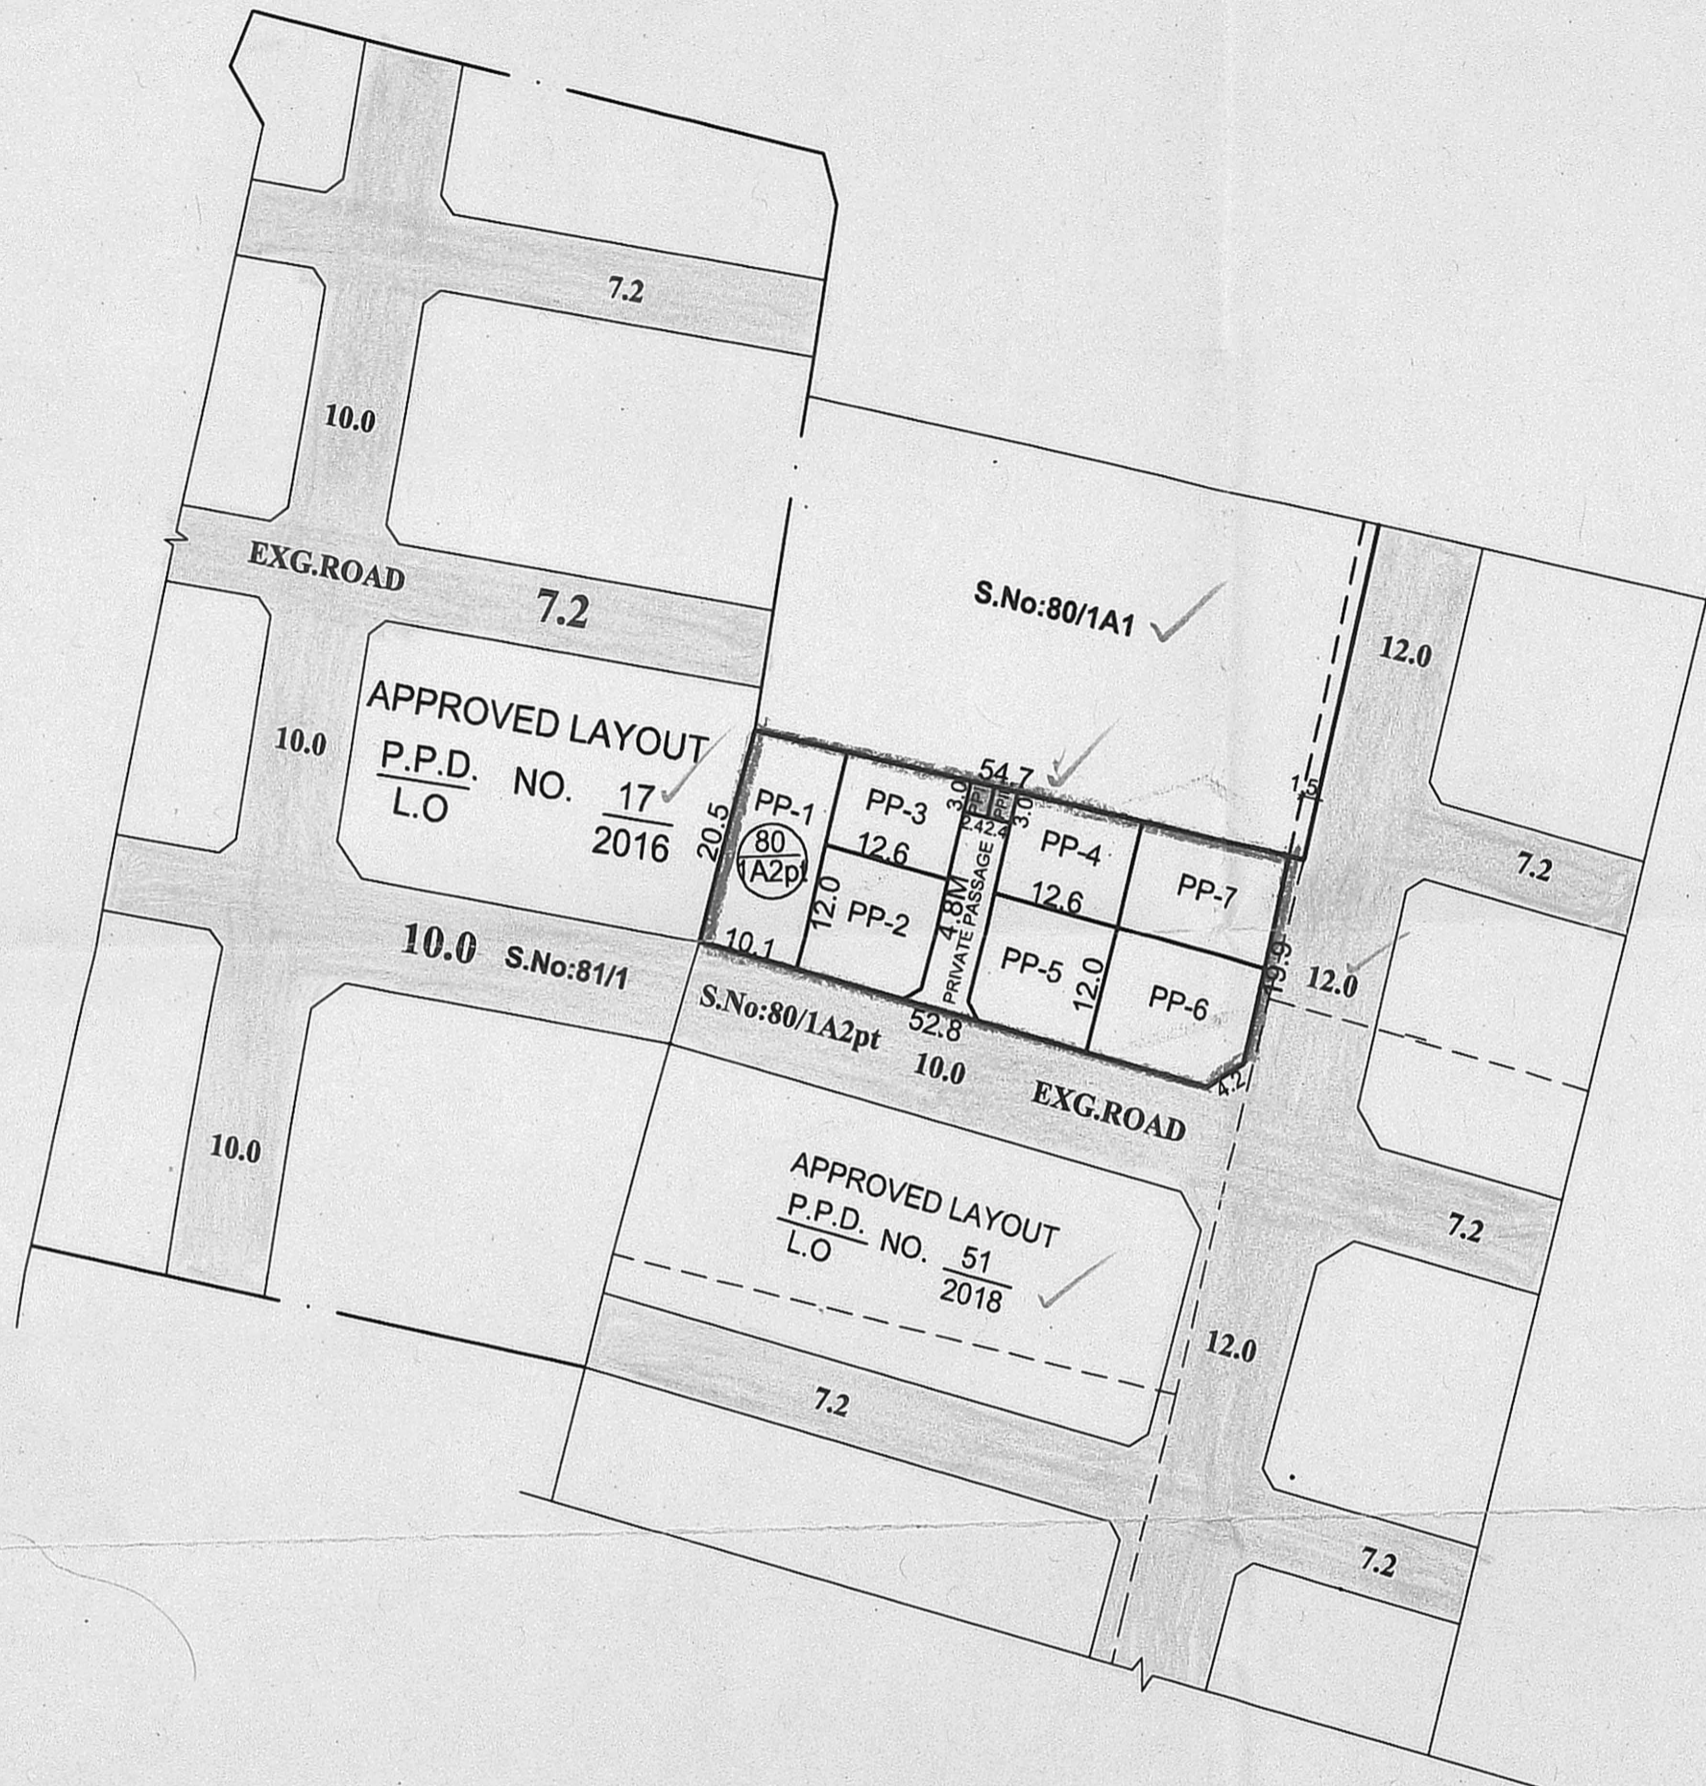 7.2
10.0
EXG.ROAD
7.2
S.No:80/1A1
12.0
APPROVED LAYOUT
P.P.D.
L.O
NO.
17
2016
10.0
20.5
54.7
1.5
PP-1
80
1A2pt
PP-3
12.6
3.0
3.0
2.4
2.4
PP-4
12.6
PP-7
7.2
12.0
PP-2
4.8M
PRIVATE PASSAGE
PP-5
12.0
PP-6
19.9
12.0
10.1
10.0
S.No:81/1
S.No:80/1A2pt
52.8
10.0
EXG.ROAD
4.2
10.0
7.2
APPROVED LAYOUT
P.P.D.
L.O
NO.
51
2018
12.0
7.2
7.2